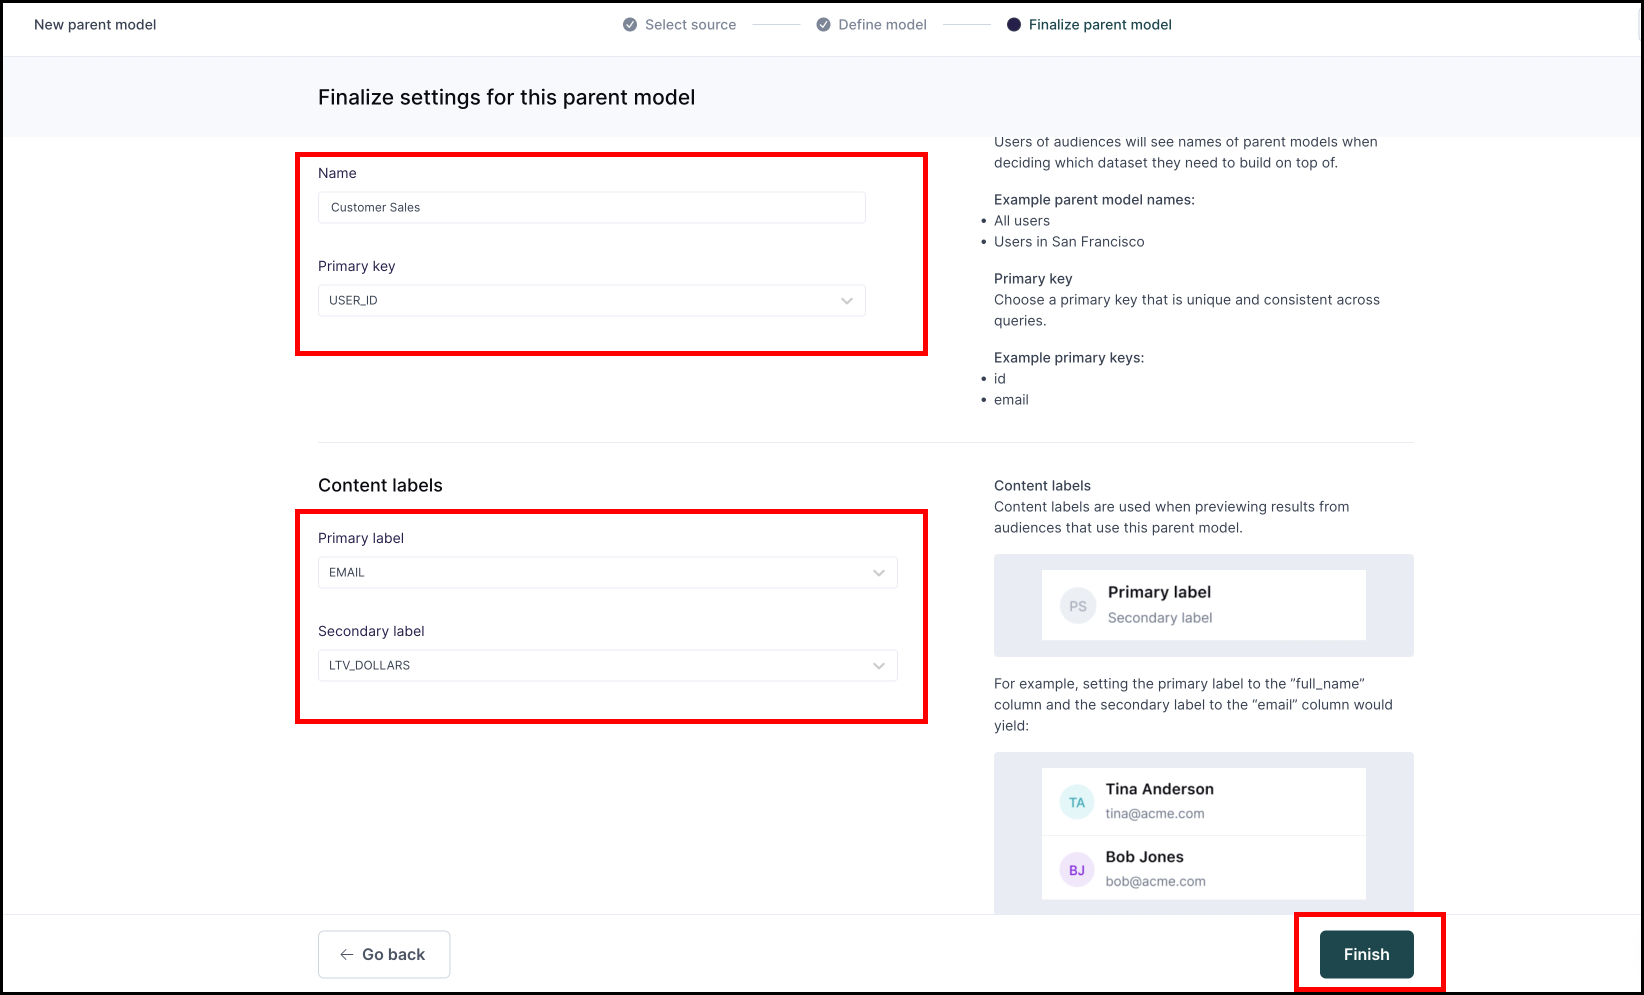 New parent model
Select source
Define model
Finalize parent model
Finalize settings for this parent model
Name
Customer Sales
Primary key
USER_ID
Users of audiences will see names of parent models when
deciding which dataset they need to build on top of.
Example parent model names:
• All users
• Users in San Francisco
Primary key
Choose a primary key that is unique and consistent across
queries.
Example primary keys:
• id
• email
Content labels
Primary label
EMAIL
Secondary label
LTV_DOLLARS
Content labels
Content labels are used when previewing results from
audiences that use this parent model.
PS
Primary label
Secondary label
For example, setting the primary label to the ”full_name”
column and the secondary label to the “email” column would
yield:
TA
Tina Anderson
tina@acme.com
BJ
Bob Jones
bob@acme.com
← Go back
Finish